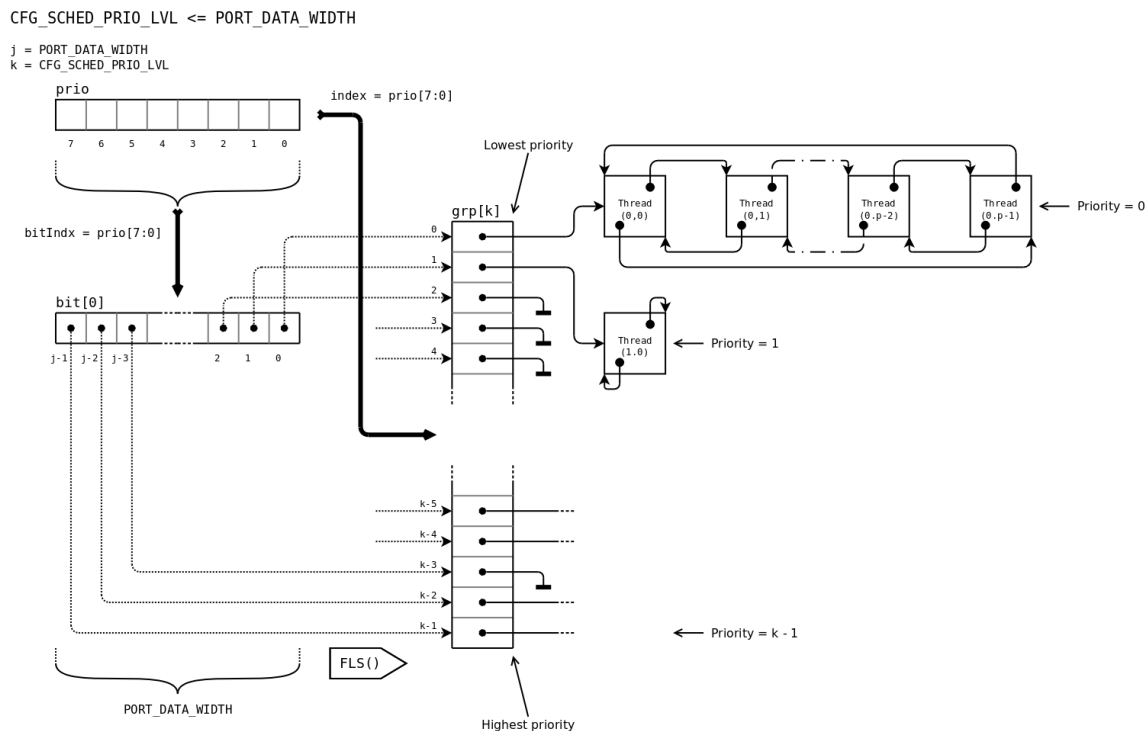 CFG_SCHED_PRIO_LVL <= PORT_DATA_WIDTH
j = PORT_DATA_WIDTH
k = CFG_SCHED_PRIO_LVL
prio
index = prio[7:0]
7 6 5 4 3 2 1 0
Lowest priority
grp[k]
bitIndx = prio[7:0]
Thread
(0,0)
Thread
(0,1)
Thread
(0.p-2)
Thread
(0.p-1)
Priority = 0
0
1
2
3
4
bit[0]
j-1 j-2 j-3 2 1 0
Thread
(1.0)
Priority = 1
k-5
k-4
k-3
k-2
k-1
Priority = k - 1
FLS()
PORT_DATA_WIDTH
Highest priority